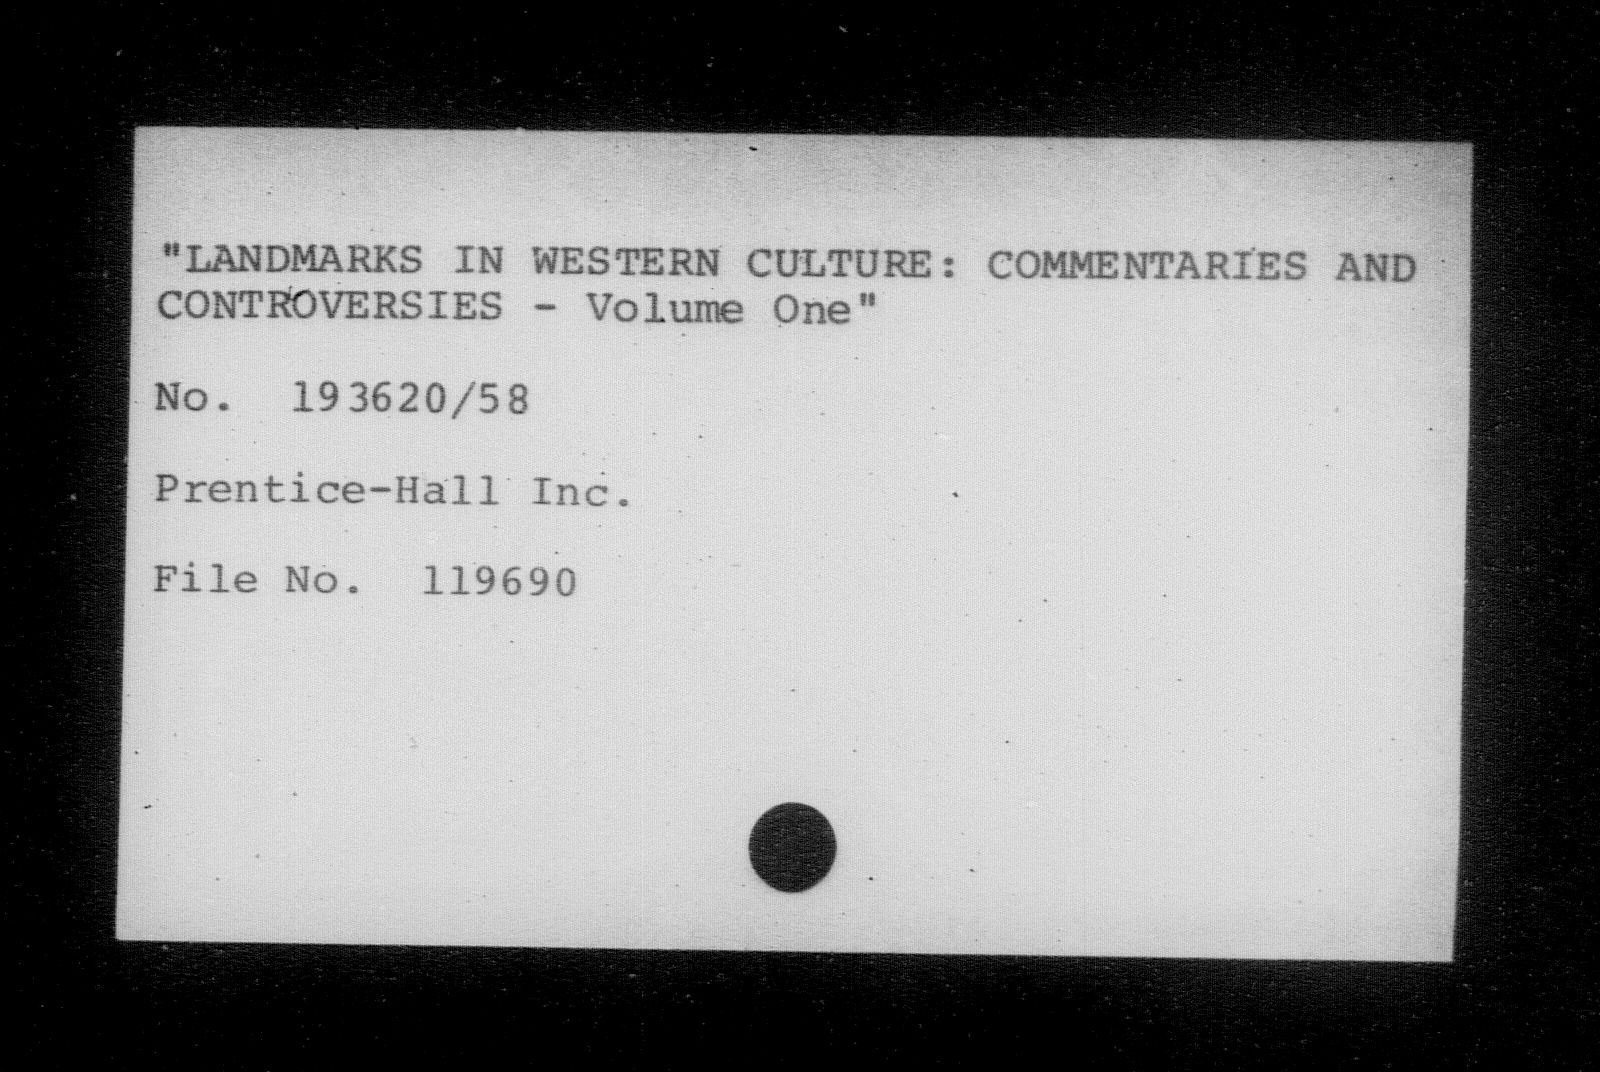 "LANDMARKS IN WESTERN CULTURE: COMMENTARIES AND
CONTROVERSIES - Volume One"
No. 193620/58
Prentice-Hall Inc.
File No. 119690